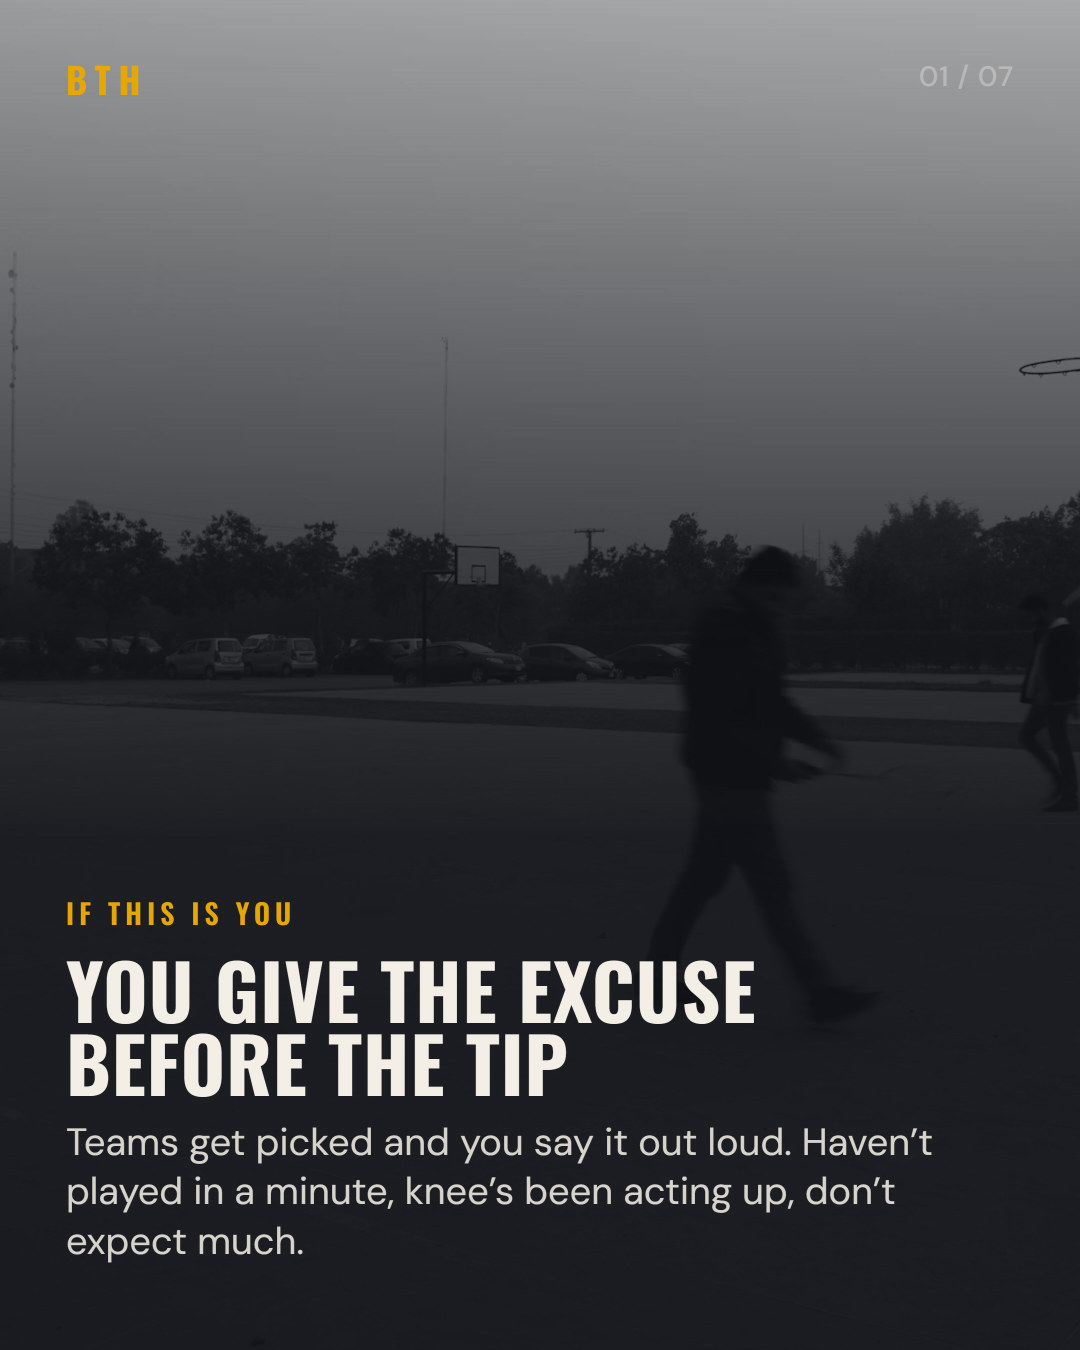 BTH
01 / 07
IF THIS IS YOU
YOU GIVE THE EXCUSE
BEFORE THE TIP
Teams get picked and you say it out loud. Haven’t
played in a minute, knee’s been acting up, don’t
expect much.